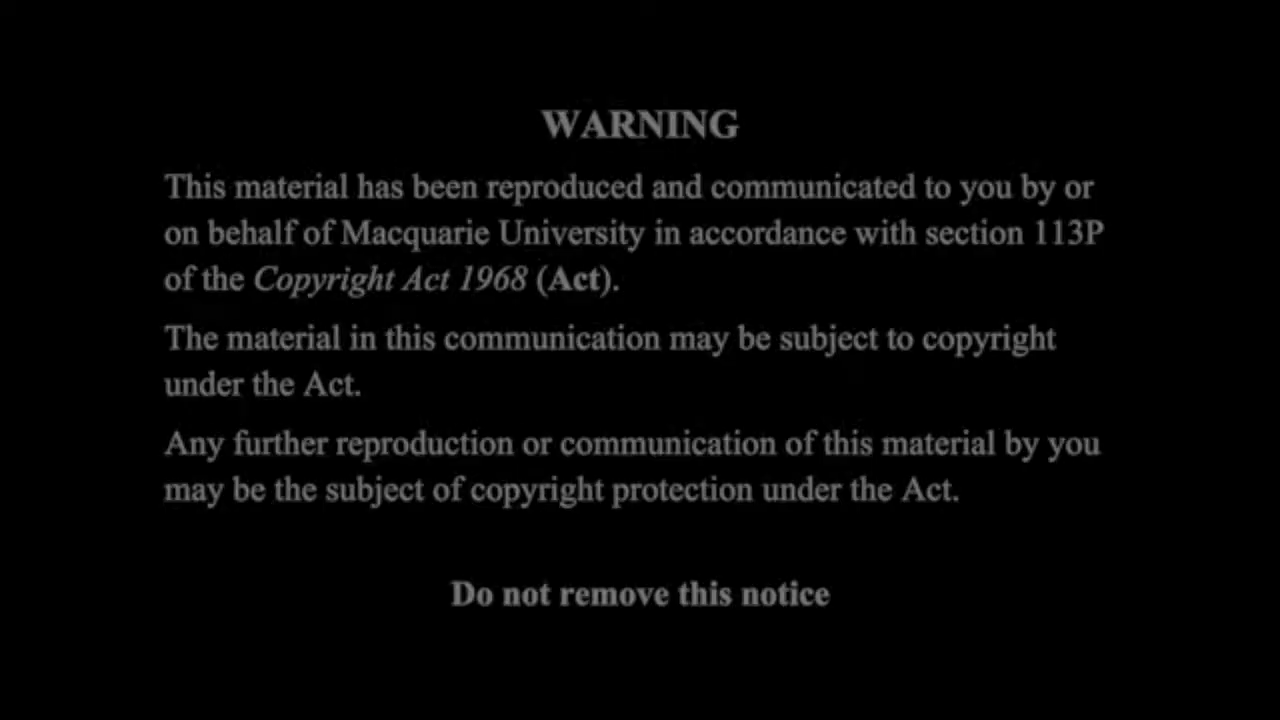 WARNING
This material has been reproduced and communicated to you by or
on behalf of Macquarie University in accordance with section 113P
of the Copyright Act 1968 (Act).
The material in this communication may be subject to copyright
under the Act.
Any further reproduction or communication of this material by you
may be the subject of copyright protection under the Act.
Do not remove this notice